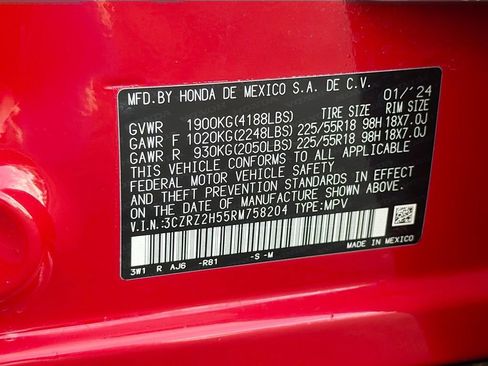 MFD.BY HONDA DE MEXICO S.A. DE C.V. 01/'24
TIRE SIZE RIM SIZE
GVWR 1900KG(4188LBS)
GAWR F 1020KG(2248LBS) 225/55R18 98H 18X7.0J
GAWR R 930KG(2050LBS) 225/55R18 98H 18X7.0J
THIS VEHICLE CONFORMS TO ALL APPLICABLE
FEDERAL MOTOR VEHICLE SAFETY
AND THEFT PREVENTION STANDARDS IN EFFECT
ON THE DATE OF MANUFACTURE SHOWN ABOVE.
V.I.N.:3CZRZ2H55RM758204 TYPE:MPV
MADE IN MEXICO
3W1 R AJ6 -R81 -S -M